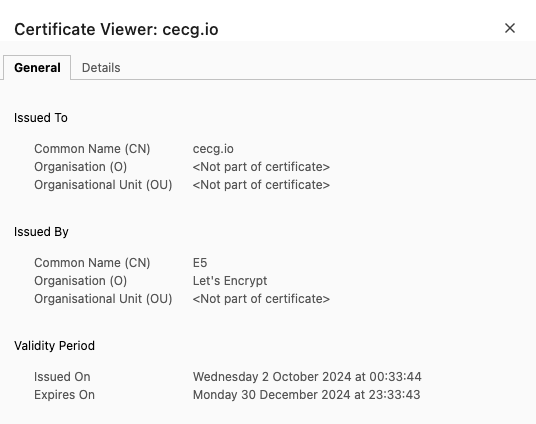 Certificate Viewer: cecg.io
General Details
Issued To
Common Name (CN) cecg.io
Organisation (O) <Not part of certificate>
Organisational Unit (OU) <Not part of certificate>
Issued By
Common Name (CN) E5
Organisation (O) Let's Encrypt
Organisational Unit (OU) <Not part of certificate>
Validity Period
Issued On Wednesday 2 October 2024 at 00:33:44
Expires On Monday 30 December 2024 at 23:33:43